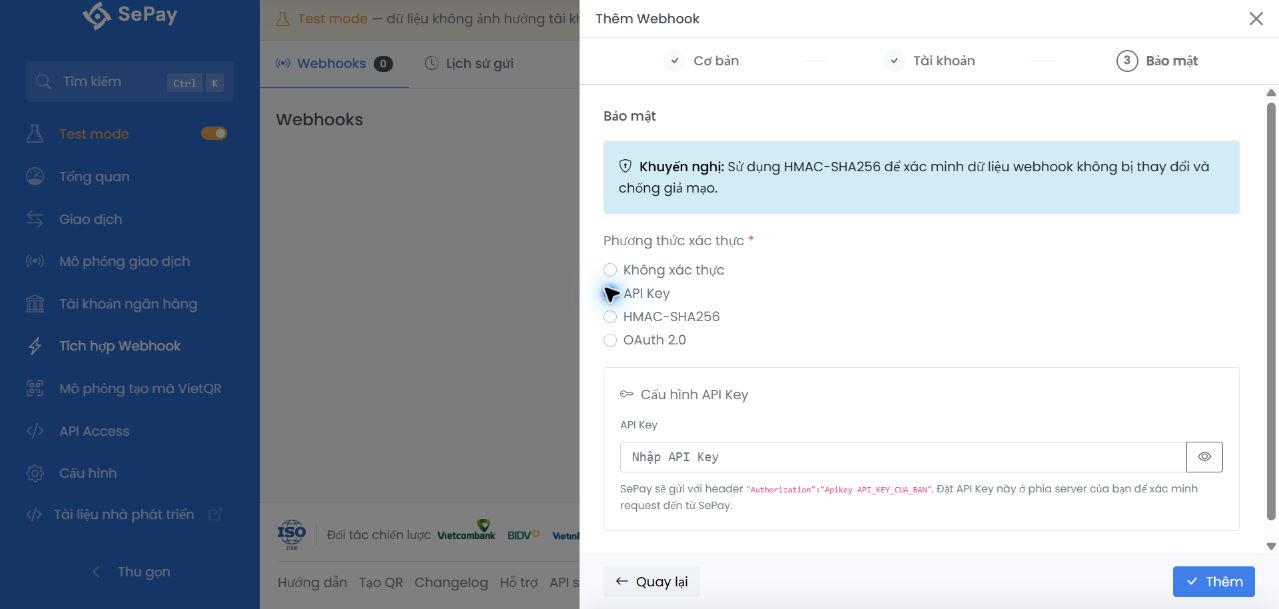 SePay
Tìm kiếm Ctrl K
Test mode
Tổng quan
Giao dịch
Mô phỏng giao dịch
Tài khoản ngân hàng
Tích hợp Webhook
Mô phỏng tạo mã VietQR
API Access
Cấu hình
Tài liệu nhà phát triển
Thu gọn
Test mode — dữ liệu không ảnh hưởng tài kh
Webhooks 0 Lịch sử gửi
Webhooks
ISO Đối tác chiến lược Vietcombank BIDV Vietin
Hướng dẫn Tạo QR Changelog Hỗ trợ API s
Thêm Webhook
Cơ bản Tài khoản 3 Bảo mật
Bảo mật
Khuyến nghị: Sử dụng HMAC-SHA256 để xác minh dữ liệu webhook không bị thay đổi và
chống giả mạo.
Phương thức xác thực *
Không xác thực
API Key
HMAC-SHA256
OAuth 2.0
Cấu hình API Key
API Key
Nhập API Key
SePay sẽ gửi với header "Authorization":"Apikey API_KEY_CUA_BAN". Đặt API Key này ở phía server của bạn để xác minh
request đến từ SePay.
Quay lại Thêm